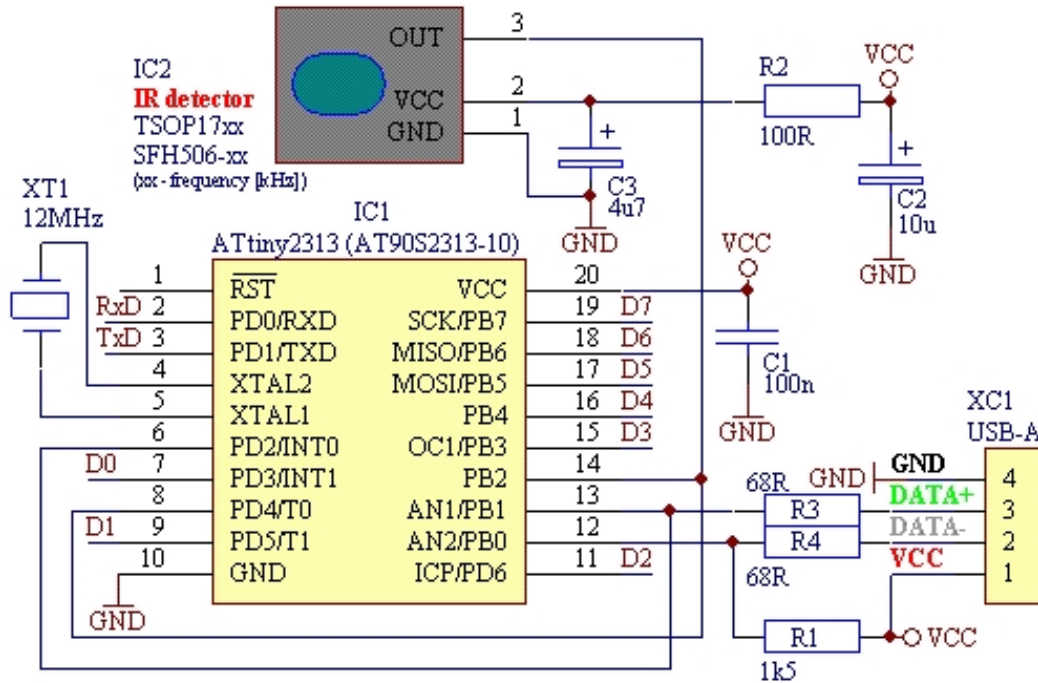 OUT
VCC
GND
3
2
1
IC2
IR detector
TSOP17xx
SFH506-xx
(xx - frequency [kHz])
R2
100R
VCC
+
C2
10u
GND
+
C3
4u7
GND
XT1
12MHz
IC1
ATtiny2313 (AT90S2313-10)
1 RST VCC 20
RxD 2 PD0/RXD SCK/PB7 19 D7
TxD 3 PD1/TXD MISO/PB6 18 D6
4 XTAL2 MOSI/PB5 17 D5
5 XTAL1 PB4 16 D4
6 PD2/INT0 OC1/PB3 15 D3
D0 7 PD3/INT1 PB2 14
8 PD4/T0 AN1/PB1 13
D1 9 PD5/T1 AN2/PB0 12
10 GND ICP/PD6 11 D2
GND
VCC
C1
100n
GND
XC1
USB-A
GND GND 4
68R R3 DATA+ 3
R4 DATA- 2
68R VCC 1
R1 VCC
1k5